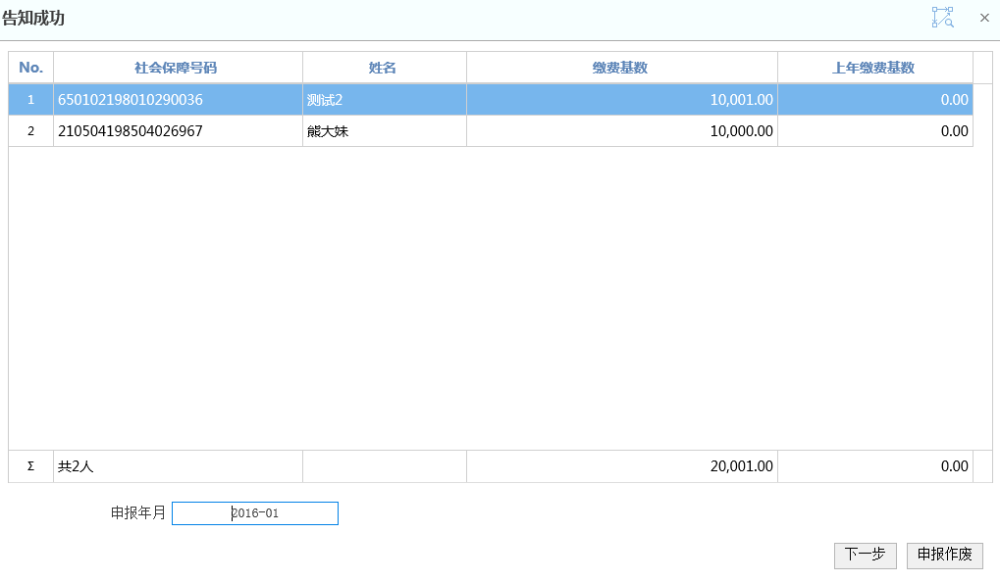 告知成功
No. 社会保障号码 姓名 缴费基数 上年缴费基数
1 650102198010290036 测试2 10,001.00 0.00
2 210504198504026967 熊大妹 10,000.00 0.00
Σ 共2人 20,001.00 0.00
申报年月 2016-01
下一步 申报作废